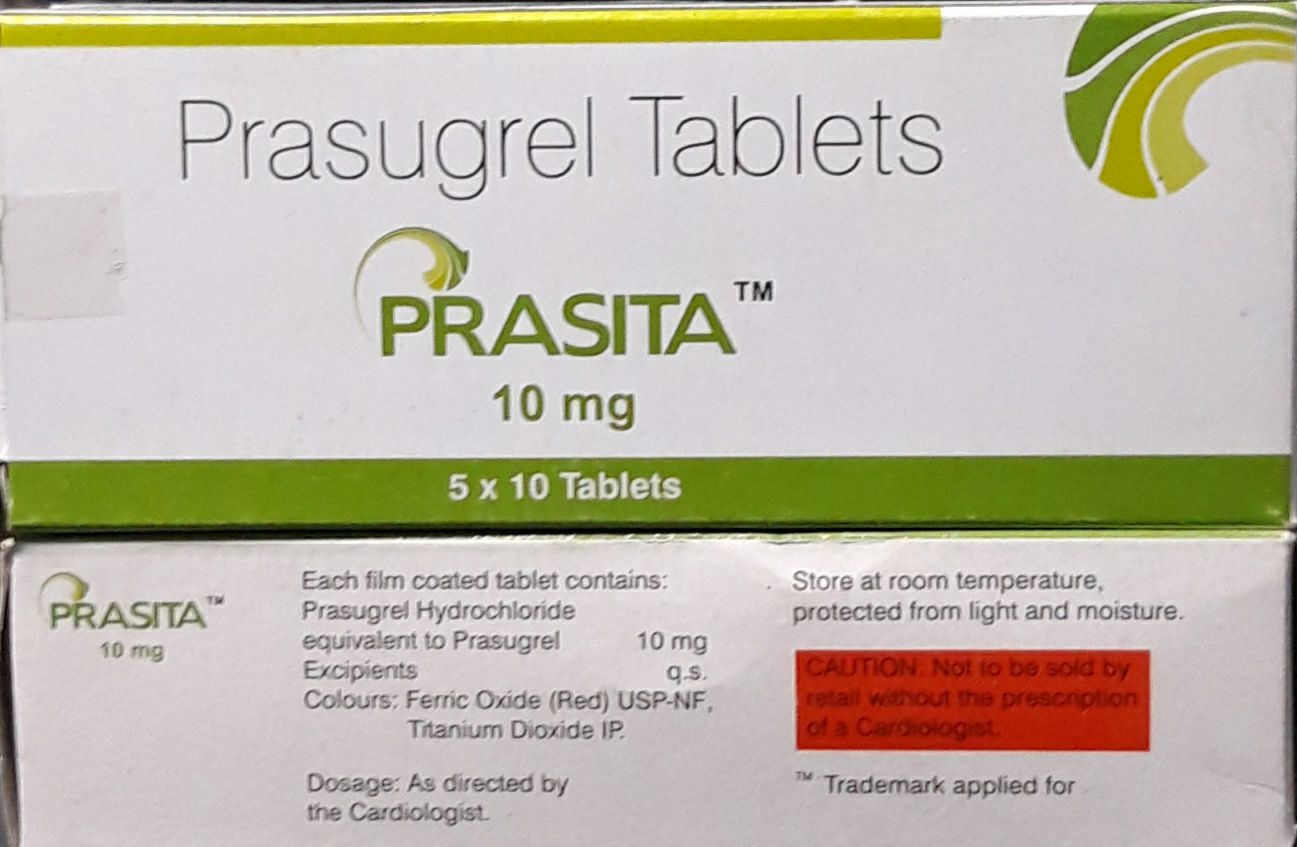 Prasugrel Tablets
PRASITA™
10 mg
5 x 10 Tablets
PRASITA™
10 mg
Each film coated tablet contains:
Prasugrel Hydrochloride
equivalent to Prasugrel 10 mg
Excipients q.s.
Colours: Ferric Oxide (Red) USP-NF,
Titanium Dioxide IP.
Dosage: As directed by
the Cardiologist.
Store at room temperature,
protected from light and moisture.
CAUTION: Not to be sold by
retail without the prescription
of a Cardiologist.
™ Trademark applied for